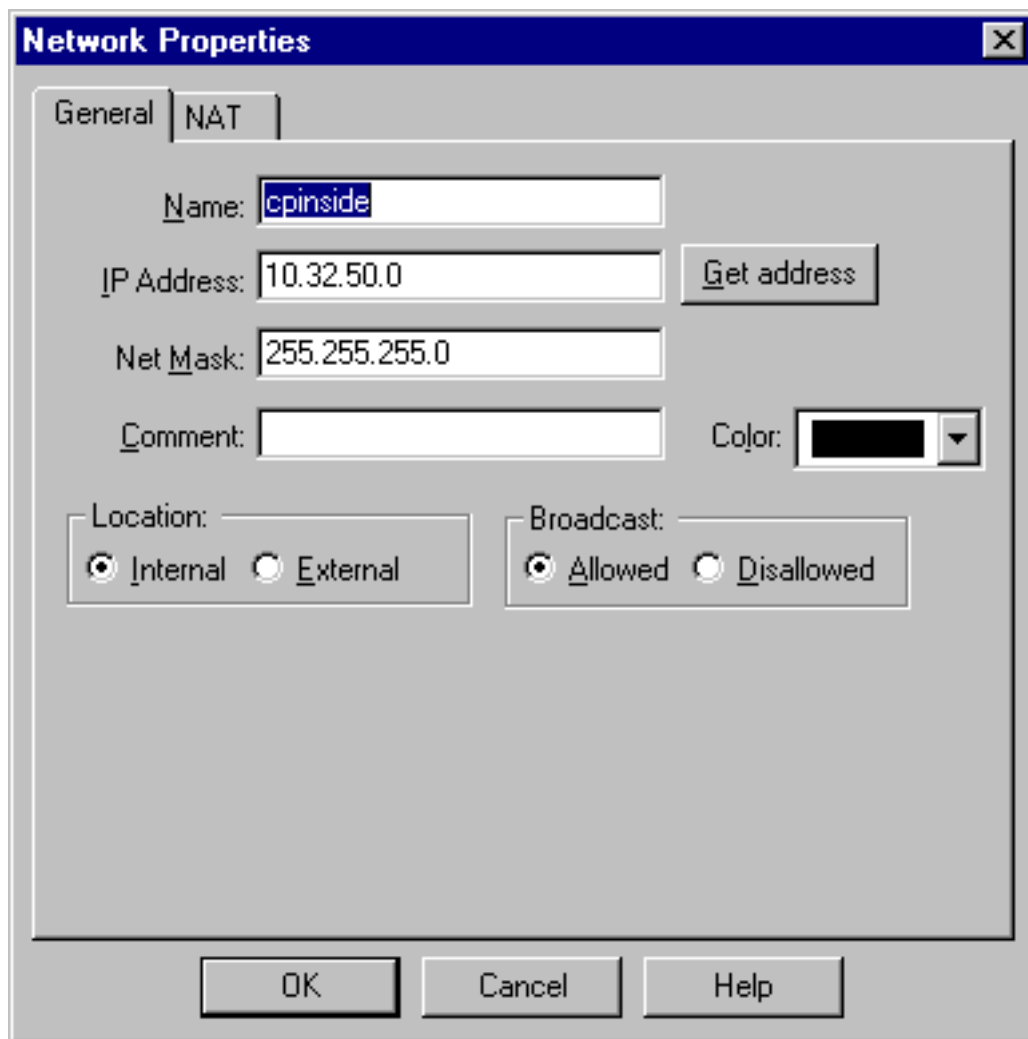 Network Properties
General NAT
Name: cpinside
IP Address: 10.32.50.0 Get address
Net Mask: 255.255.255.0
Comment: Color:
Location: Broadcast:
Internal External Allowed Disallowed
OK Cancel Help